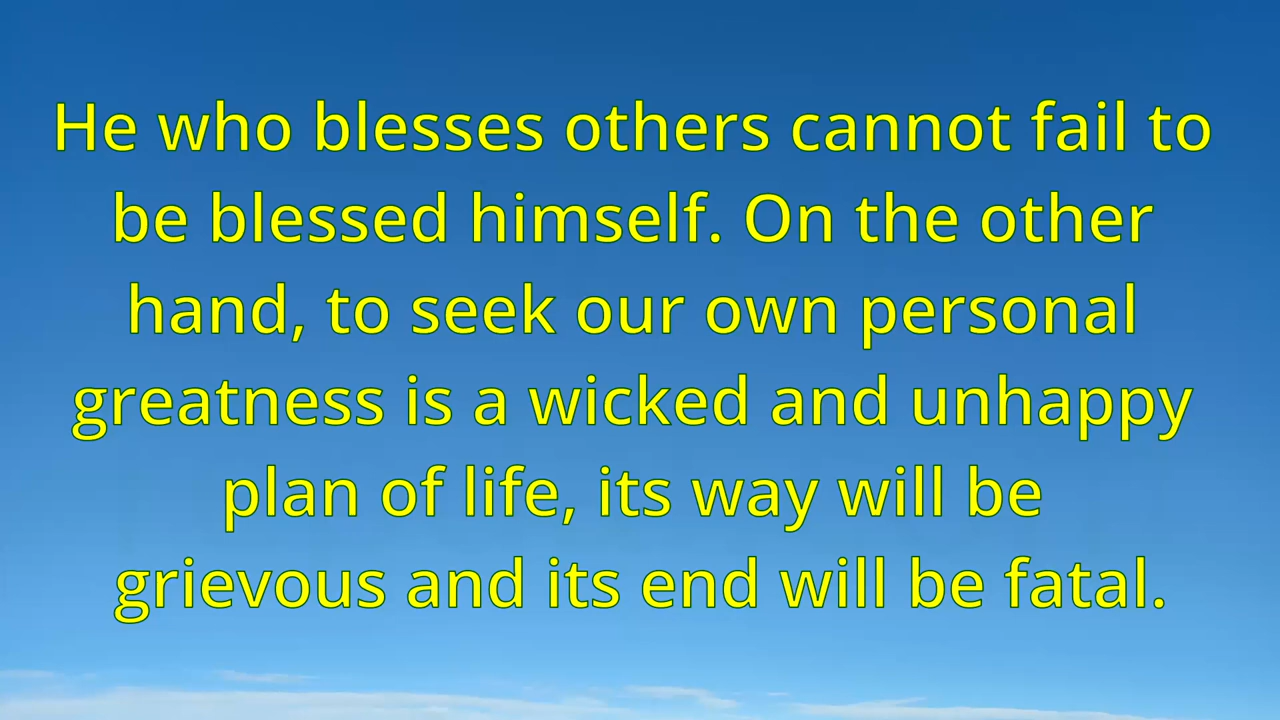 He who blesses others cannot fail to
be blessed himself. On the other
hand, to seek our own personal
greatness is a wicked and unhappy
plan of life, its way will be
grievous and its end will be fatal.